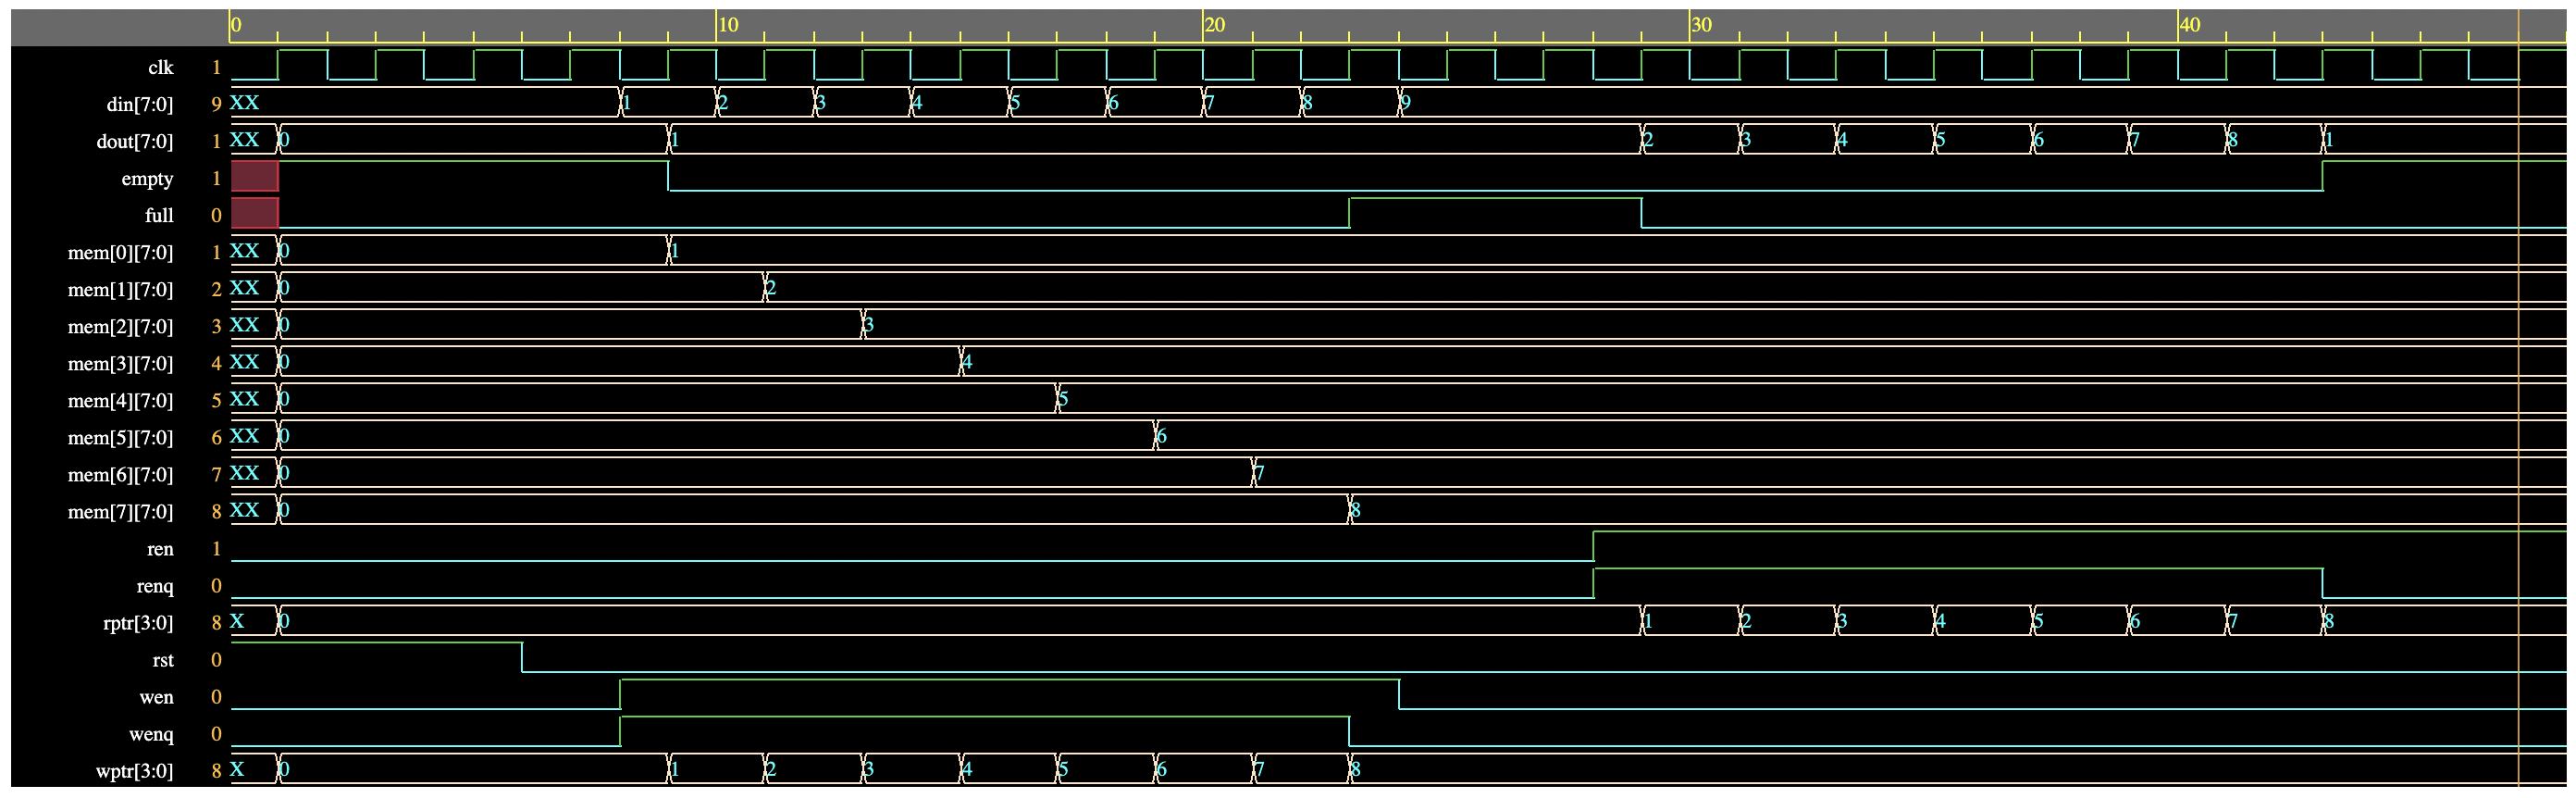 0 10 20 30 40
clk 1
din[7:0] 9 XX 1 2 3 4 5 6 7 8 9
dout[7:0] 1 XX 0 1 2 3 4 5 6 7 8 1
empty 1
full 0
mem[0][7:0] 1 XX 0 1
mem[1][7:0] 2 XX 0 2
mem[2][7:0] 3 XX 0 3
mem[3][7:0] 4 XX 0 4
mem[4][7:0] 5 XX 0 5
mem[5][7:0] 6 XX 0 6
mem[6][7:0] 7 XX 0 7
mem[7][7:0] 8 XX 0 8
ren 1
renq 0
rptr[3:0] 8 X 0 1 2 3 4 5 6 7 8
rst 0
wen 0
wenq 0
wptr[3:0] 8 X 0 1 2 3 4 5 6 7 8